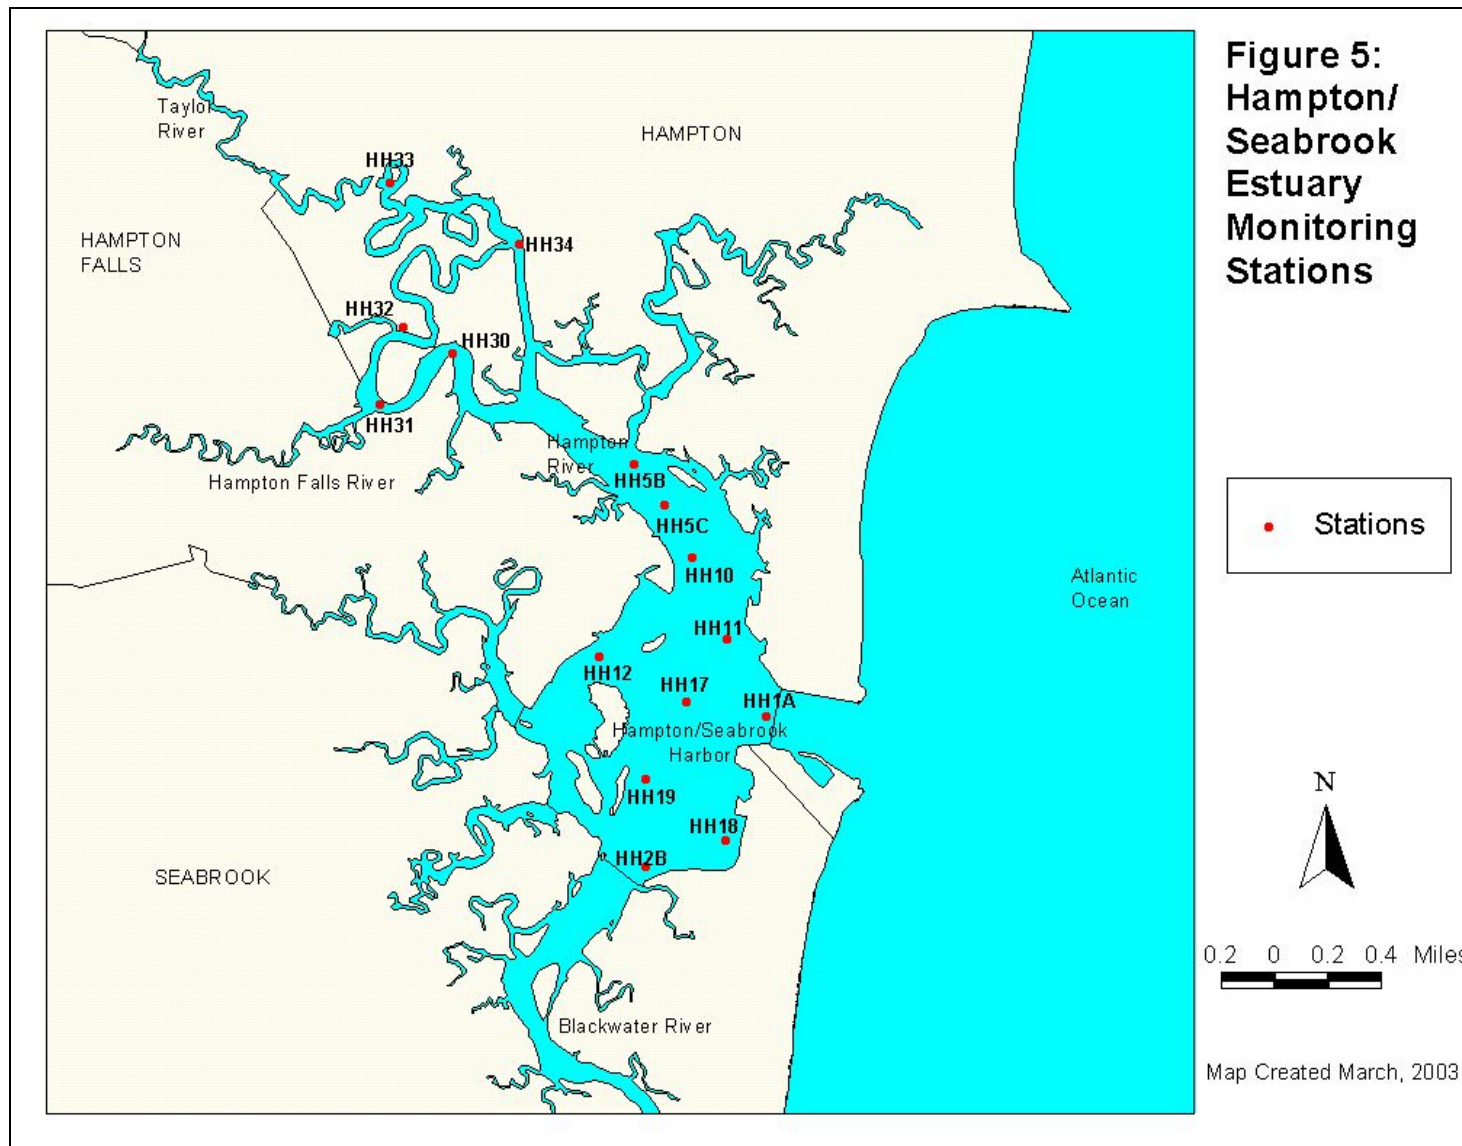 Figure 5:
Hampton/
Seabrook
Estuary
Monitoring
Stations
Taylor
River
HAMPTON
HH33
HAMPTON
FALLS
HH34
HH32
HH30
HH31
Hampton
River
Hampton Falls River
HH5B
HH5C
HH10
Stations
Atlantic
Ocean
HH11
HH12
HH17
HH1A
Hampton/Seabrook
Harbor
HH19
HH18
HH2B
SEABROOK
N
0.2 0 0.2 0.4 Miles
Blackwater River
Map Created March, 2003